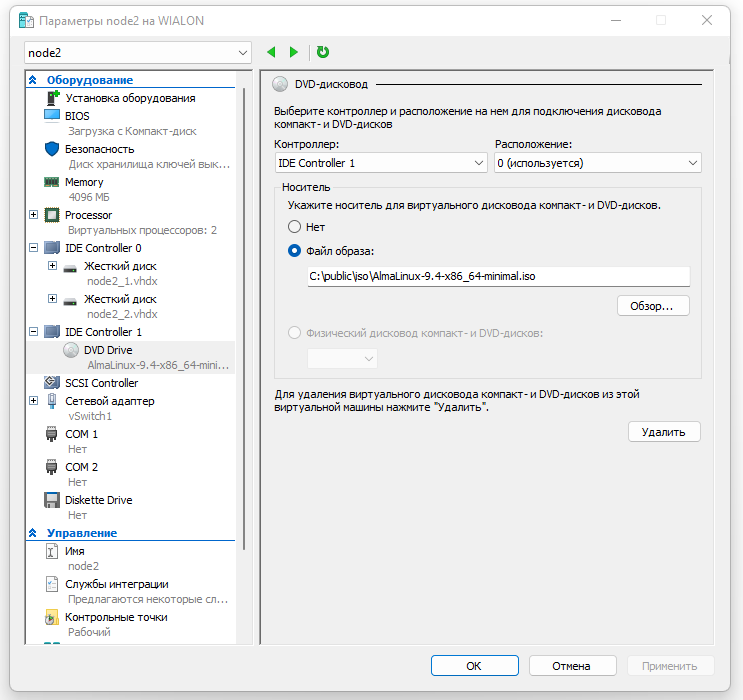 Параметры node2 на WIALON
node2
Оборудование
Установка оборудования
BIOS
Загрузка с Компакт-диск
Безопасность
Диск хранилища ключей вык...
Memory
4096 МБ
Processor
Виртуальных процессоров: 2
IDE Controller 0
Жесткий диск
node2_1.vhdx
Жесткий диск
node2_2.vhdx
IDE Controller 1
DVD Drive
AlmaLinux-9.4-x86_64-mini...
SCSI Controller
Сетевой адаптер
vSwitch1
COM 1
Нет
COM 2
Нет
Diskette Drive
Нет
Управление
Имя
node2
Службы интеграции
Предлагаются некоторые сл...
Контрольные точки
Рабочий
DVD-дисковод
Выберите контроллер и расположение на нем для подключения дисковода
компакт- и DVD-дисков
Контроллер:
Расположение:
IDE Controller 1
0 (используется)
Носитель
Укажите носитель для виртуального дисковода компакт- и DVD-дисков.
Нет
Файл образа:
C:\public\iso\AlmaLinux-9.4-x86_64-minimal.iso
Обзор...
Физический дисковод компакт- и DVD-дисков:
Для удаления виртуального дисковода компакт- и DVD-дисков из этой
виртуальной машины нажмите "Удалить".
Удалить
ОК
Отмена
Применить